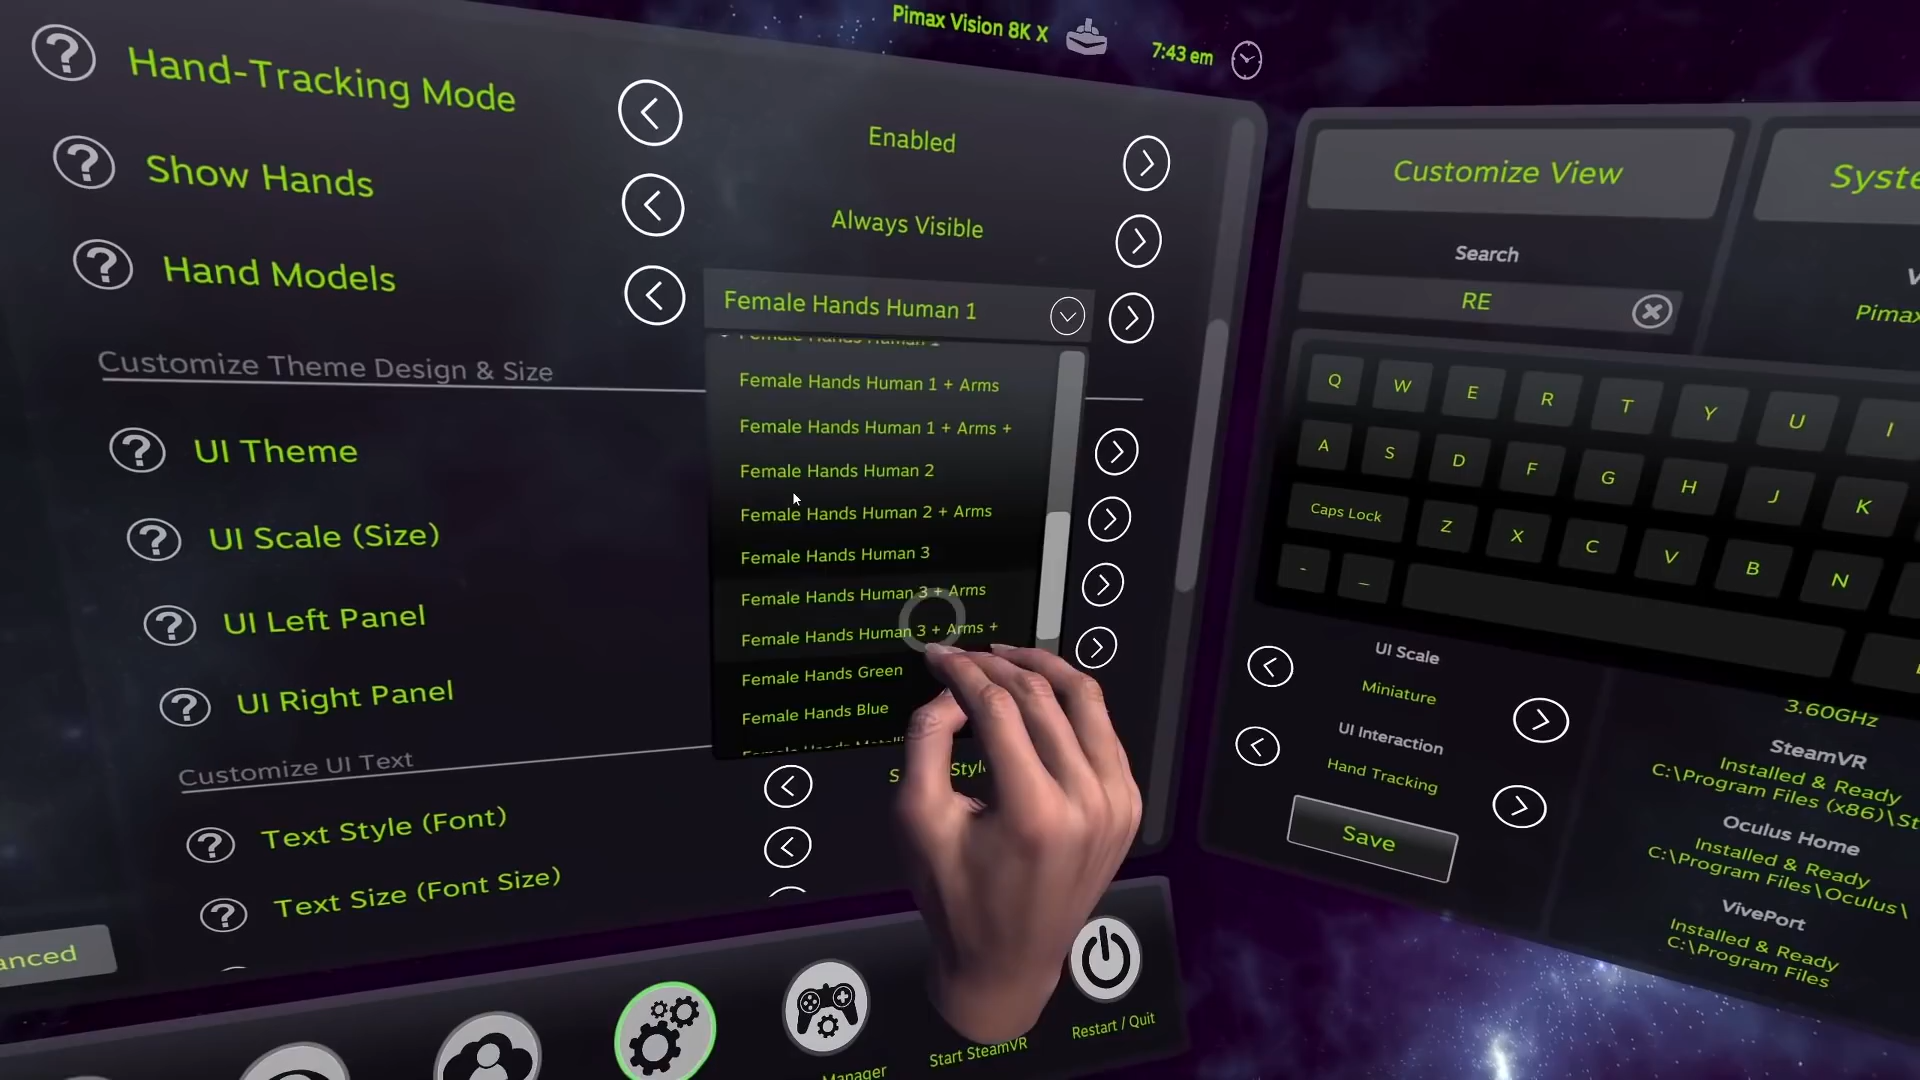 Pimax Vision 8K X
7:43 em
Hand-Tracking Mode
Enabled
Show Hands
Always Visible
Hand Models
Female Hands Human 1
Female Hands Human 1
Female Hands Human 1 + Arms
Female Hands Human 1 + Arms +
Female Hands Human 2
Female Hands Human 2 + Arms
Female Hands Human 3
Female Hands Human 3 + Arms
Female Hands Human 3 + Arms +
Female Hands Green
Female Hands Blue
Female Hands
Customize Theme Design & Size
UI Theme
UI Scale (Size)
UI Left Panel
UI Right Panel
Customize UI Text
Text Style (Font)
Text Size (Font Size)
Manager
Start SteamVR
Restart / Quit
Customize View
Search
RE
Q W E R T Y U I
A S D F G H J K
Caps Lock Z X C V B N
- _
UI Scale
Miniature
UI Interaction
Hand Tracking
Save
3.60GHz
SteamVR
Installed & Ready
C:\Program Files (x86)\St
Oculus Home
Installed & Ready
C:\Program Files\Oculus\
VivePort
Installed & Ready
C:\Program Files